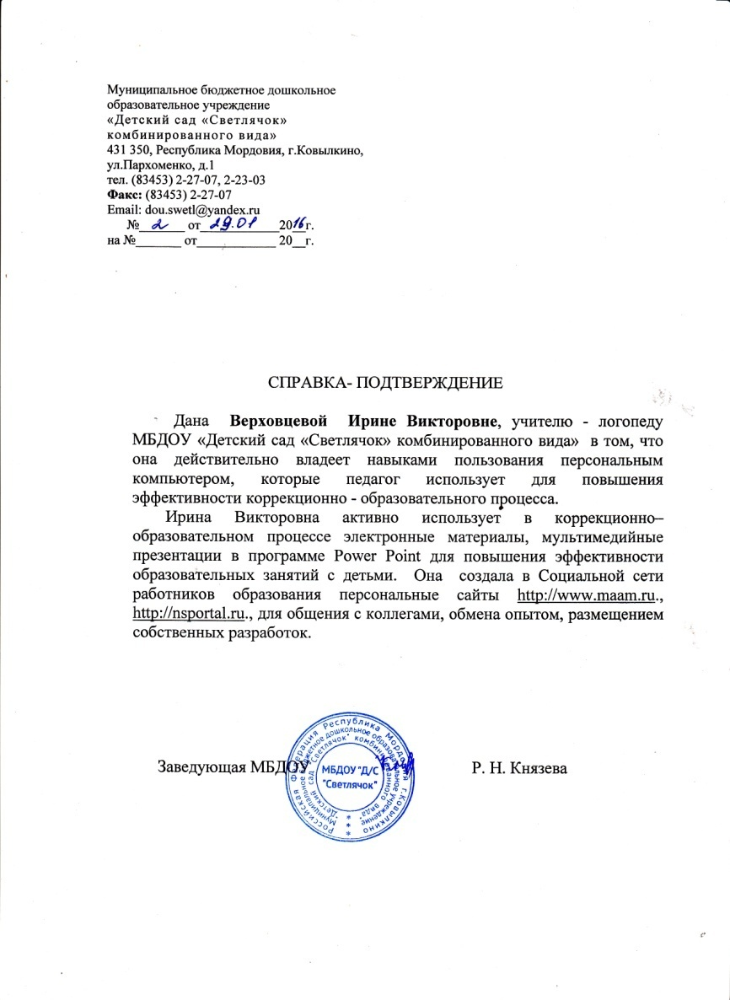 Муниципальное бюджетное дошкольное
образовательное учреждение
«Детский сад «Светлячок»
комбинированного вида»
431 350, Республика Мордовия, г.Ковылкино,
ул.Пархоменко, д.1
тел. (83453) 2-27-07, 2-23-03
Факс: (83453) 2-27-07
Email: dou.swetl@yandex.ru
№ 2 от 29.01 2016г.
на №_______ от____________ 20__г.
СПРАВКА- ПОДТВЕРЖДЕНИЕ
Дана Верховцевой Ирине Викторовне, учителю - логопеду
МБДОУ «Детский сад «Светлячок» комбинированного вида» в том, что
она действительно владеет навыками пользования персональным
компьютером, которые педагог использует для повышения
эффективности коррекционно - образовательного процесса.
Ирина Викторовна активно использует в коррекционно–
образовательном процессе электронные материалы, мультимедийные
презентации в программе Power Point для повышения эффективности
образовательных занятий с детьми. Она создала в Социальной сети
работников образования персональные сайты http://www.maam.ru.,
http://nsportal.ru., для общения с коллегами, обмена опытом, размещением
собственных разработок.
Заведующая МБДОУ Р. Н. Князева
Российская Федерация Республика Мордовия г.Ковылкино
Муниципальное бюджетное дошкольное образовательное учреждение
"Детский сад "Светлячок" комбинированного вида"
МБДОУ "Д/С
"Светлячок"